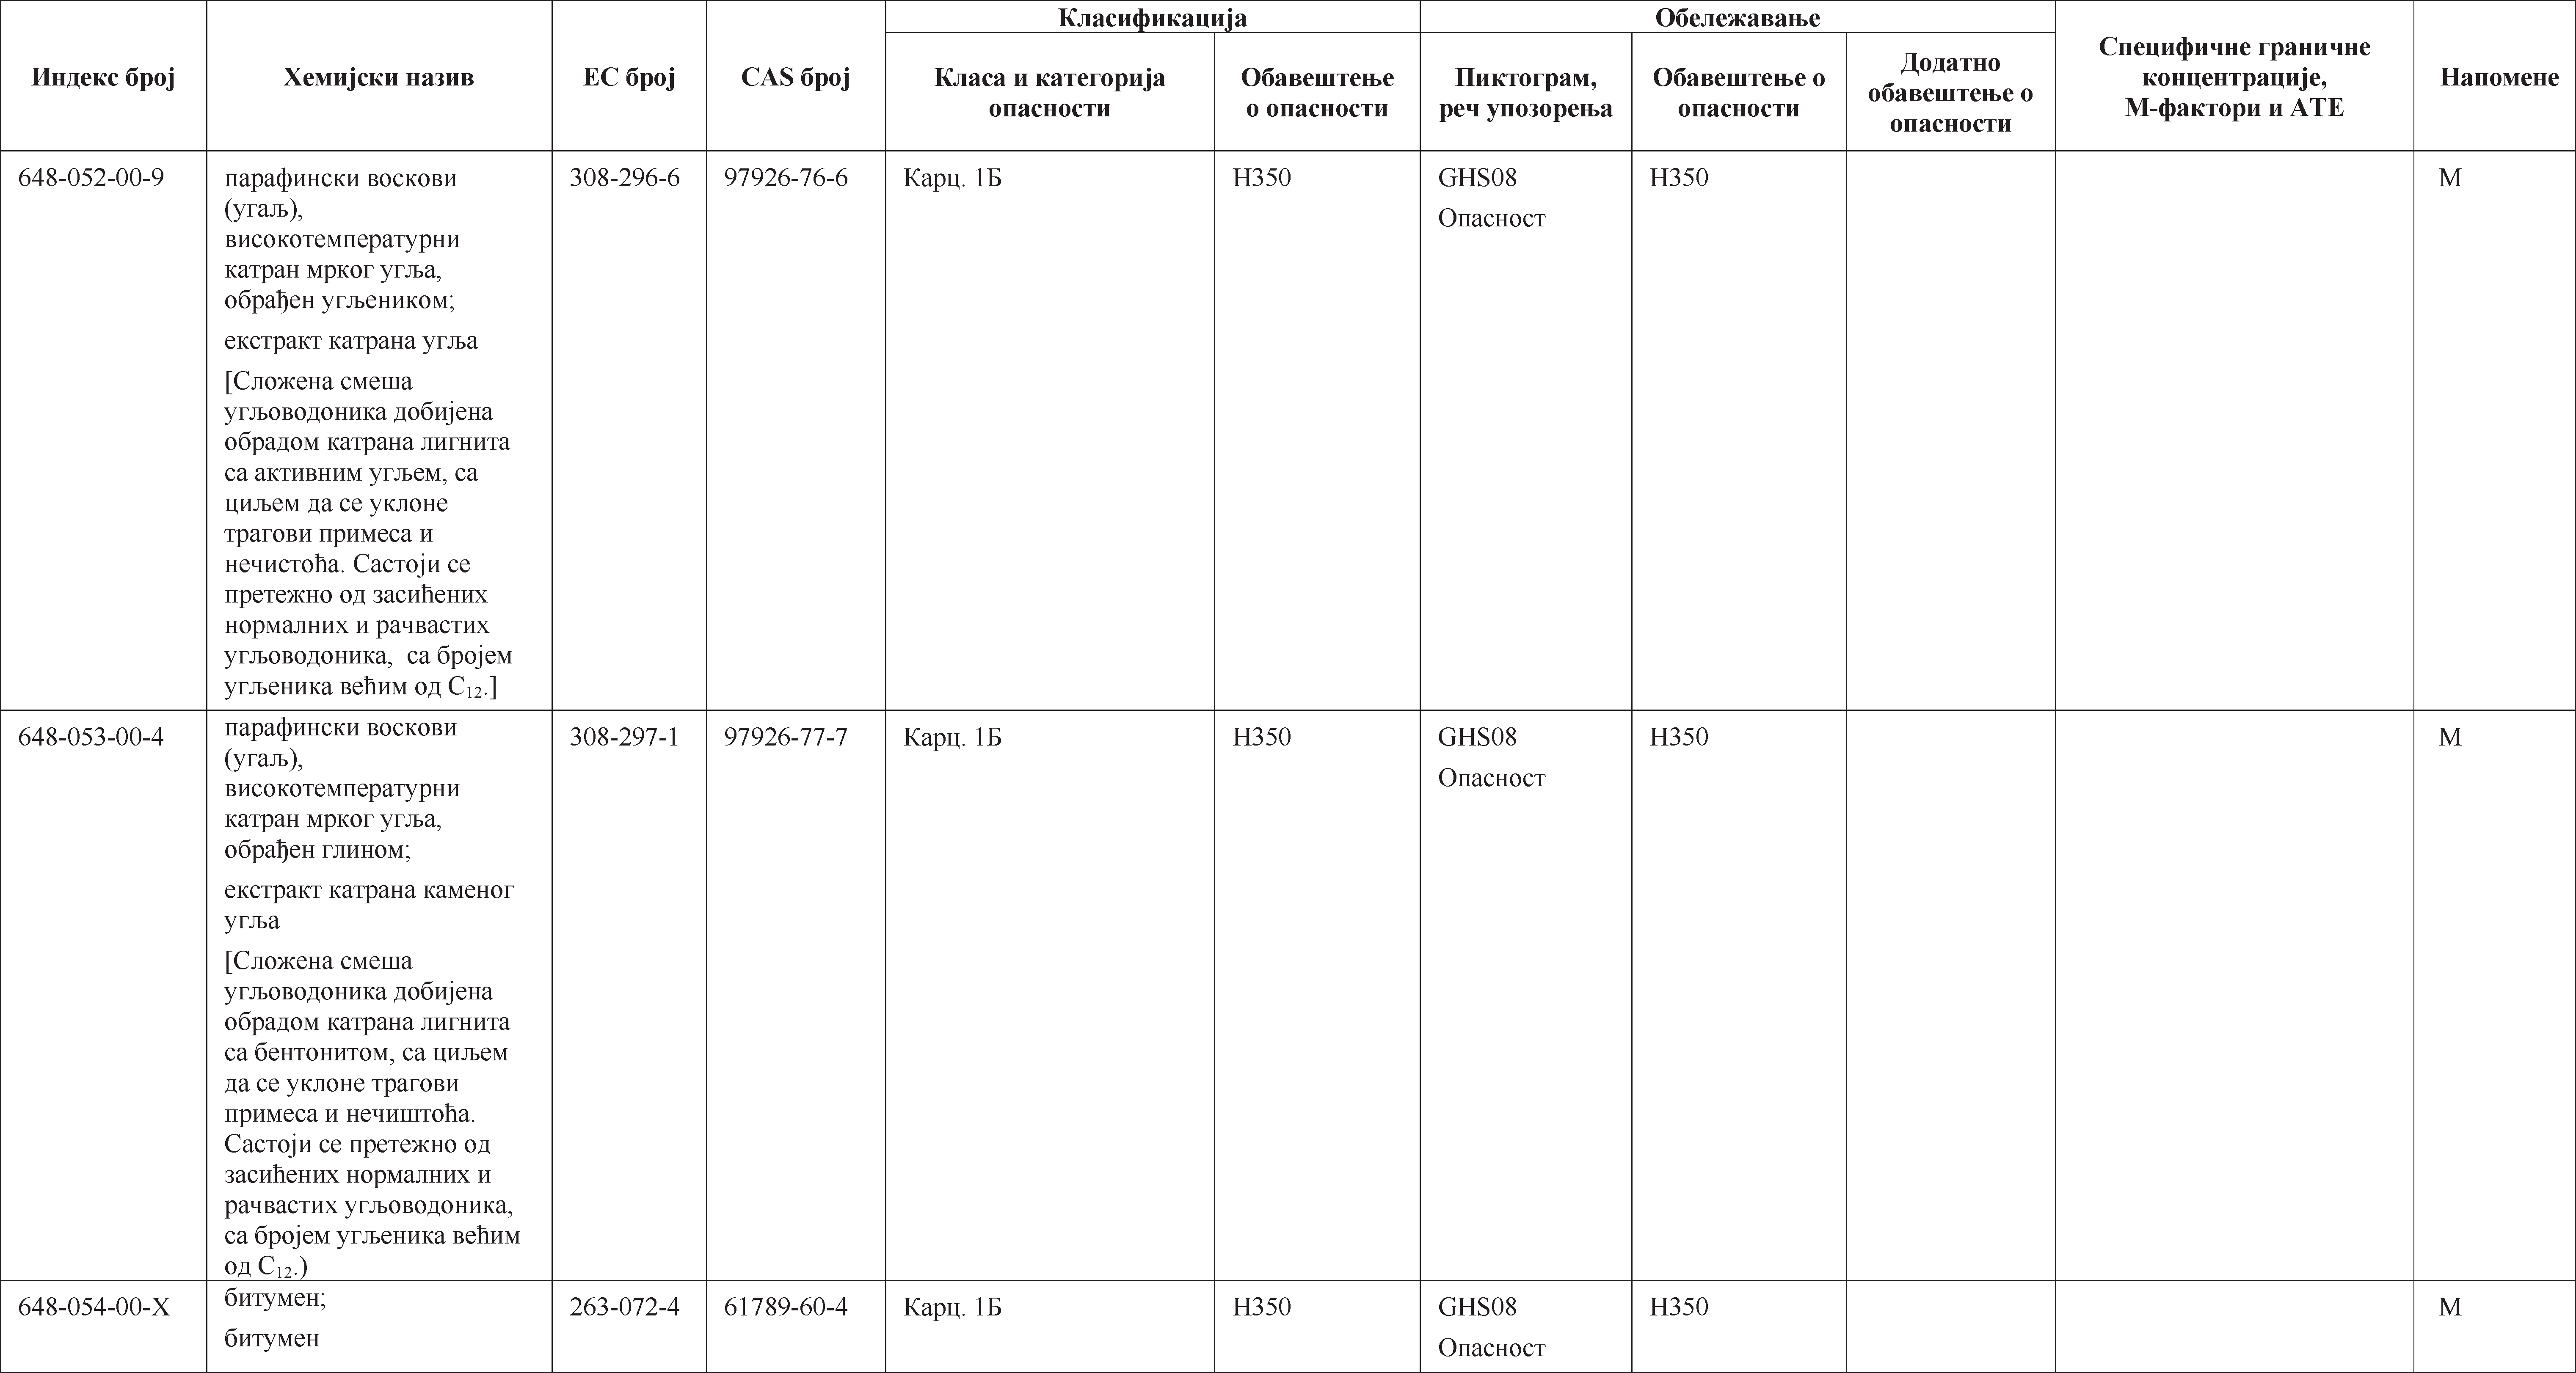 Индекс број
Хемијски назив
ЕС број
CAS број
Класификација
Класа и категорија
опасности
Обавештење
о опасности
Обележавање
Пиктограм,
реч упозорења
Обавештење о
опасности
Додатно
обавештење о
опасности
Специфичне граничне
концентрације,
М-фактори и АТЕ
Напомене
648-052-00-9
парафински воскови
(угаљ),
високотемпературни
катран мрког угља,
обрађен угљеником;
екстракт катрана угља
[Сложена смеша
угљоводоника добијена
обрадом катрана лигнита
са активним угљем, са
циљем да се уклоне
трагови примеса и
нечистоћа. Састоји се
претежно од засићених
нормалних и рачвастих
угљоводоника,  са бројем
угљеника већим од C₁₂.]
308-296-6
97926-76-6
Карц. 1Б
H350
GHS08
Опасност
H350
М
648-053-00-4
парафински воскови
(угаљ),
високотемпературни
катран мрког угља,
обрађен глином;
екстракт катрана каменог
угља
[Сложена смеша
угљоводоника добијена
обрадом катрана лигнита
са бентонитом, са циљем
да се уклоне трагови
примеса и нечиштоћа.
Састоји се претежно од
засићених нормалних и
рачвастих угљоводоника,
са бројем угљеника већим
од C₁₂.)
308-297-1
97926-77-7
Карц. 1Б
H350
GHS08
Опасност
H350
М
648-054-00-X
битумен;
битумен
263-072-4
61789-60-4
Карц. 1Б
H350
GHS08
Опасност
H350
М